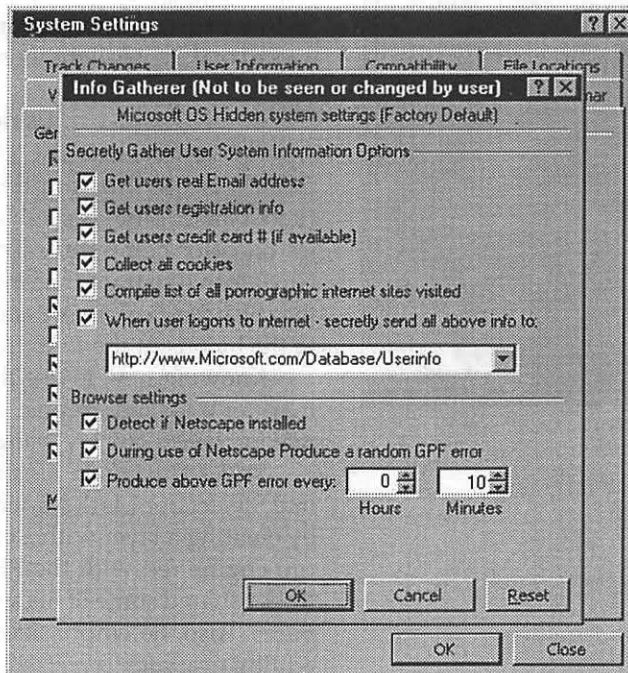 System Settings
Track Changes User Information Compatibility File Locations
Info Gatherer (Not to be seen or changed by user)
Microsoft OS Hidden system settings (Factory Default)
Secretly Gather User System Information Options
Get users real Email address
Get users registration info
Get users credit card # (if available)
Collect all cookies
Compile list of all pornographic internet sites visited
When user logons to internet - secretly send all above info to:
http://www.Microsoft.com/Database/Userinfo
Browser settings
Detect if Netscape installed
During use of Netscape Produce a random GPF error
Produce above GPF error every: 0 10
Hours Minutes
OK Cancel Reset
OK Close